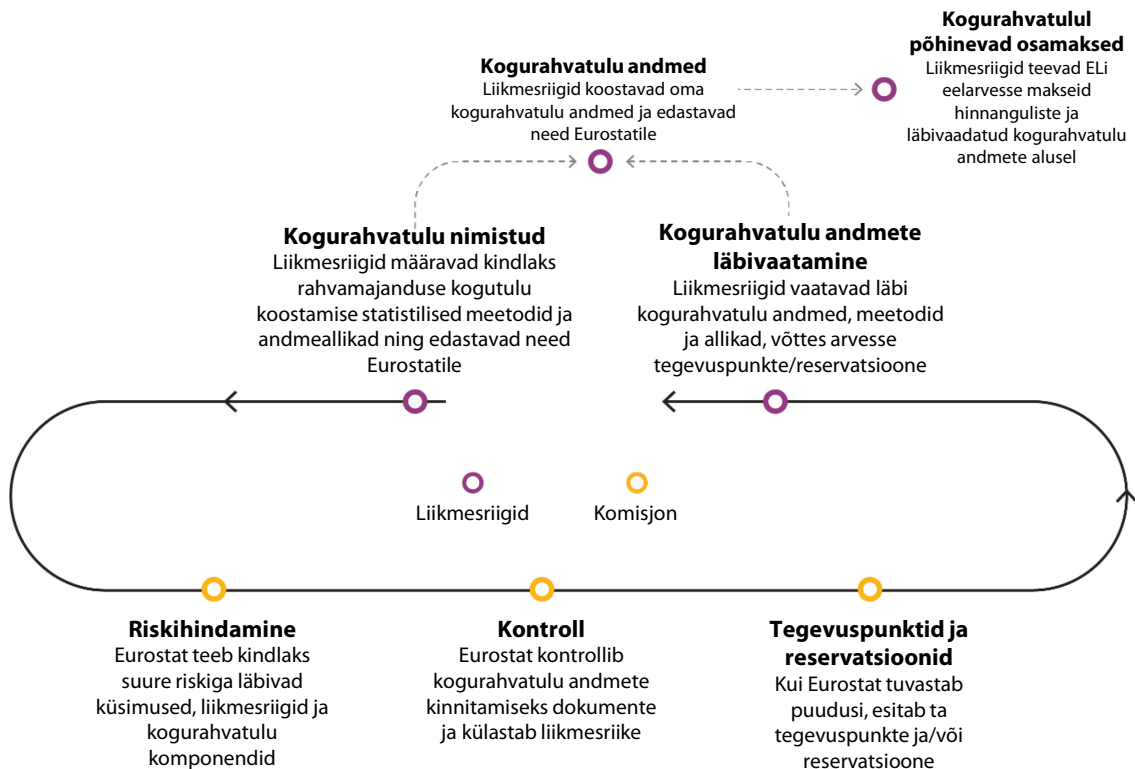 Kogurahvatulul
põhinevad osamaksed
Liikmesriigid teevad ELi
eelarvesse makseid
hinnanguliste ja
läbivaadatud kogurahvatulu
andmete alusel
Kogurahvatulu andmed
Liikmesriigid koostavad oma
kogurahvatulu andmed ja edastavad
need Eurostatile
Kogurahvatulu nimistud
Liikmesriigid määravad kindlaks
rahvamajanduse kogutulu
koostamise statistilised meetodid ja
andmeallikad ning edastavad need
Eurostatile
Kogurahvatulu andmete
läbivaatamine
Liikmesriigid vaatavad läbi
kogurahvatulu andmed, meetodid
ja allikad, võttes arvesse
tegevuspunkte/reservatsioone
Liikmesriigid
Komisjon
Riskihindamine
Eurostat teeb kindlaks
suure riskiga läbivad
küsimused, liikmesriigid ja
kogurahvatulu
komponendid
Kontroll
Eurostat kontrollib
kogurahvatulu andmete
kinnitamiseks dokumente
ja külastab liikmesriike
Tegevuspunktid ja
reservatsioonid
Kui Eurostat tuvastab
puudusi, esitab ta
tegevuspunkte ja/või
reservatsioone